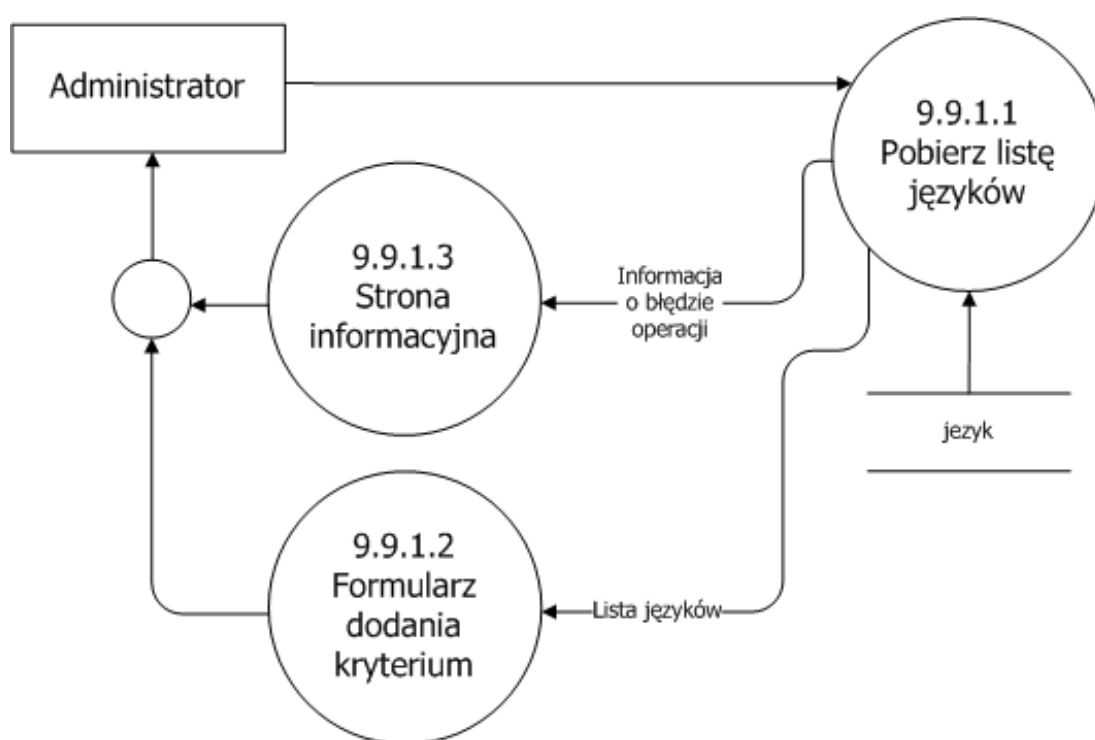 Administrator
9.9.1.1
Pobierz listę
języków
9.9.1.3
Strona
informacyjna
Informacja
o błędzie
operacji
jezyk
9.9.1.2
Formularz
dodania
kryterium
Lista języków